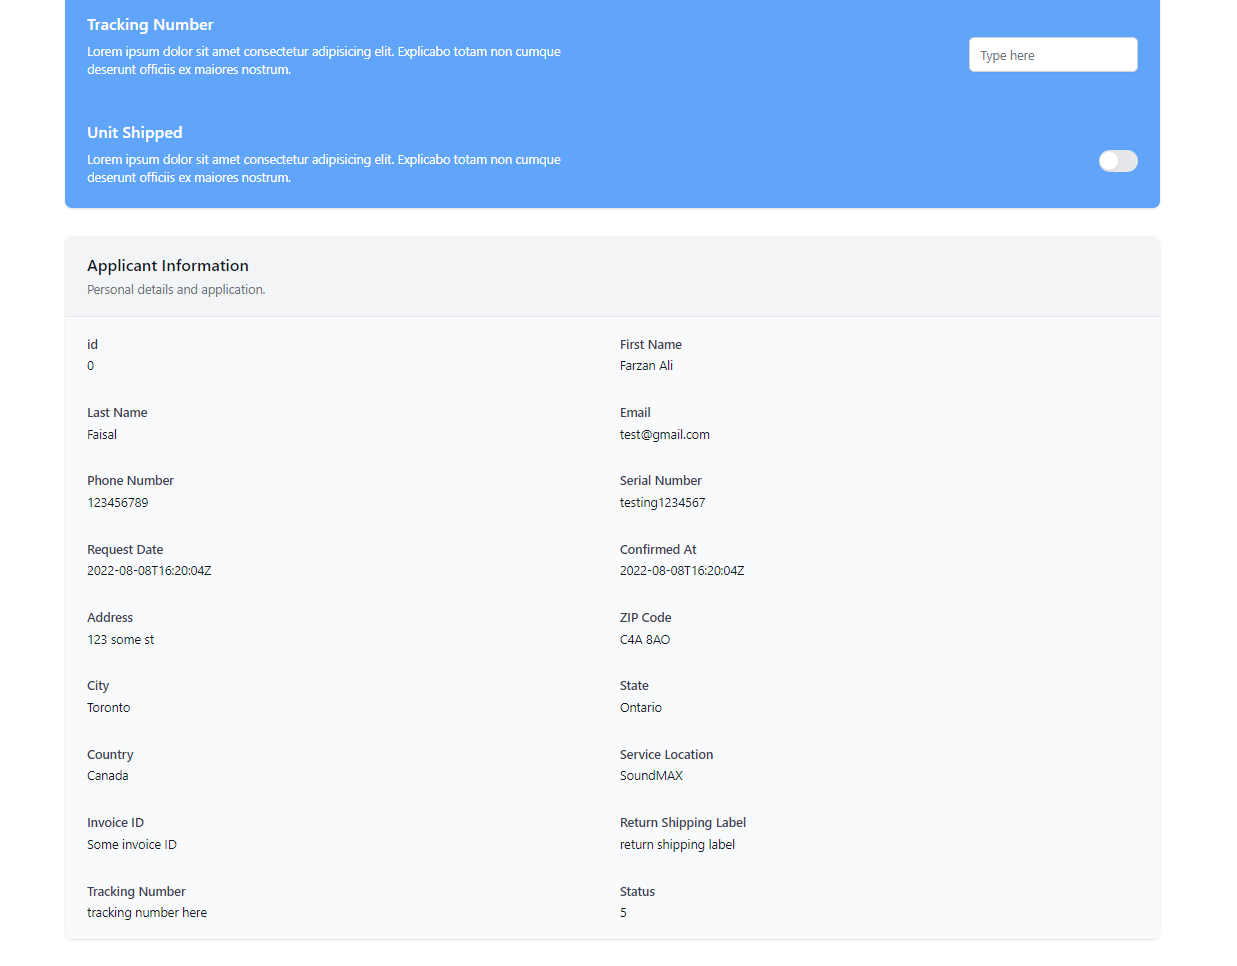 Tracking Number
Lorem ipsum dolor sit amet consectetur adipisicing elit. Explicabo totam non cumque
deserunt officiis ex maiores nostrum.
Type here
Unit Shipped
Lorem ipsum dolor sit amet consectetur adipisicing elit. Explicabo totam non cumque
deserunt officiis ex maiores nostrum.
Applicant Information
Personal details and application.
id
0
First Name
Farzan Ali
Last Name
Faisal
Email
test@gmail.com
Phone Number
123456789
Serial Number
testing1234567
Request Date
2022-08-08T16:20:04Z
Confirmed At
2022-08-08T16:20:04Z
Address
123 some st
ZIP Code
C4A 8AO
City
Toronto
State
Ontario
Country
Canada
Service Location
SoundMAX
Invoice ID
Some invoice ID
Return Shipping Label
return shipping label
Tracking Number
tracking number here
Status
5